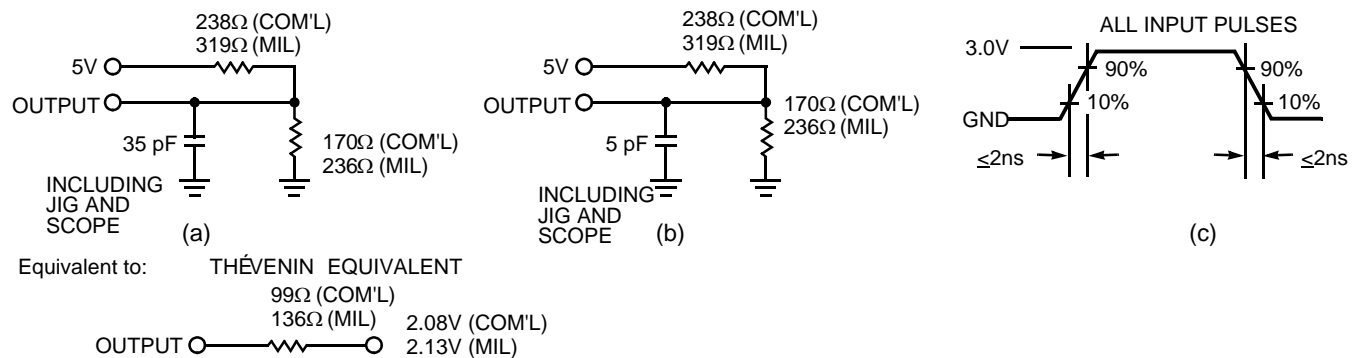 238Ω (COM'L)
319Ω (MIL)
5V
OUTPUT
35 pF
170Ω (COM'L)
236Ω (MIL)
INCLUDING
JIG AND
SCOPE
(a)
238Ω (COM'L)
319Ω (MIL)
5V
OUTPUT
5 pF
170Ω (COM'L)
236Ω (MIL)
INCLUDING
JIG AND
SCOPE
(b)
ALL INPUT PULSES
3.0V
90%
10%
GND
90%
10%
≤2ns
≤2ns
(c)
Equivalent to: THÉVENIN EQUIVALENT
99Ω (COM'L)
136Ω (MIL)
2.08V (COM'L)
2.13V (MIL)
OUTPUT